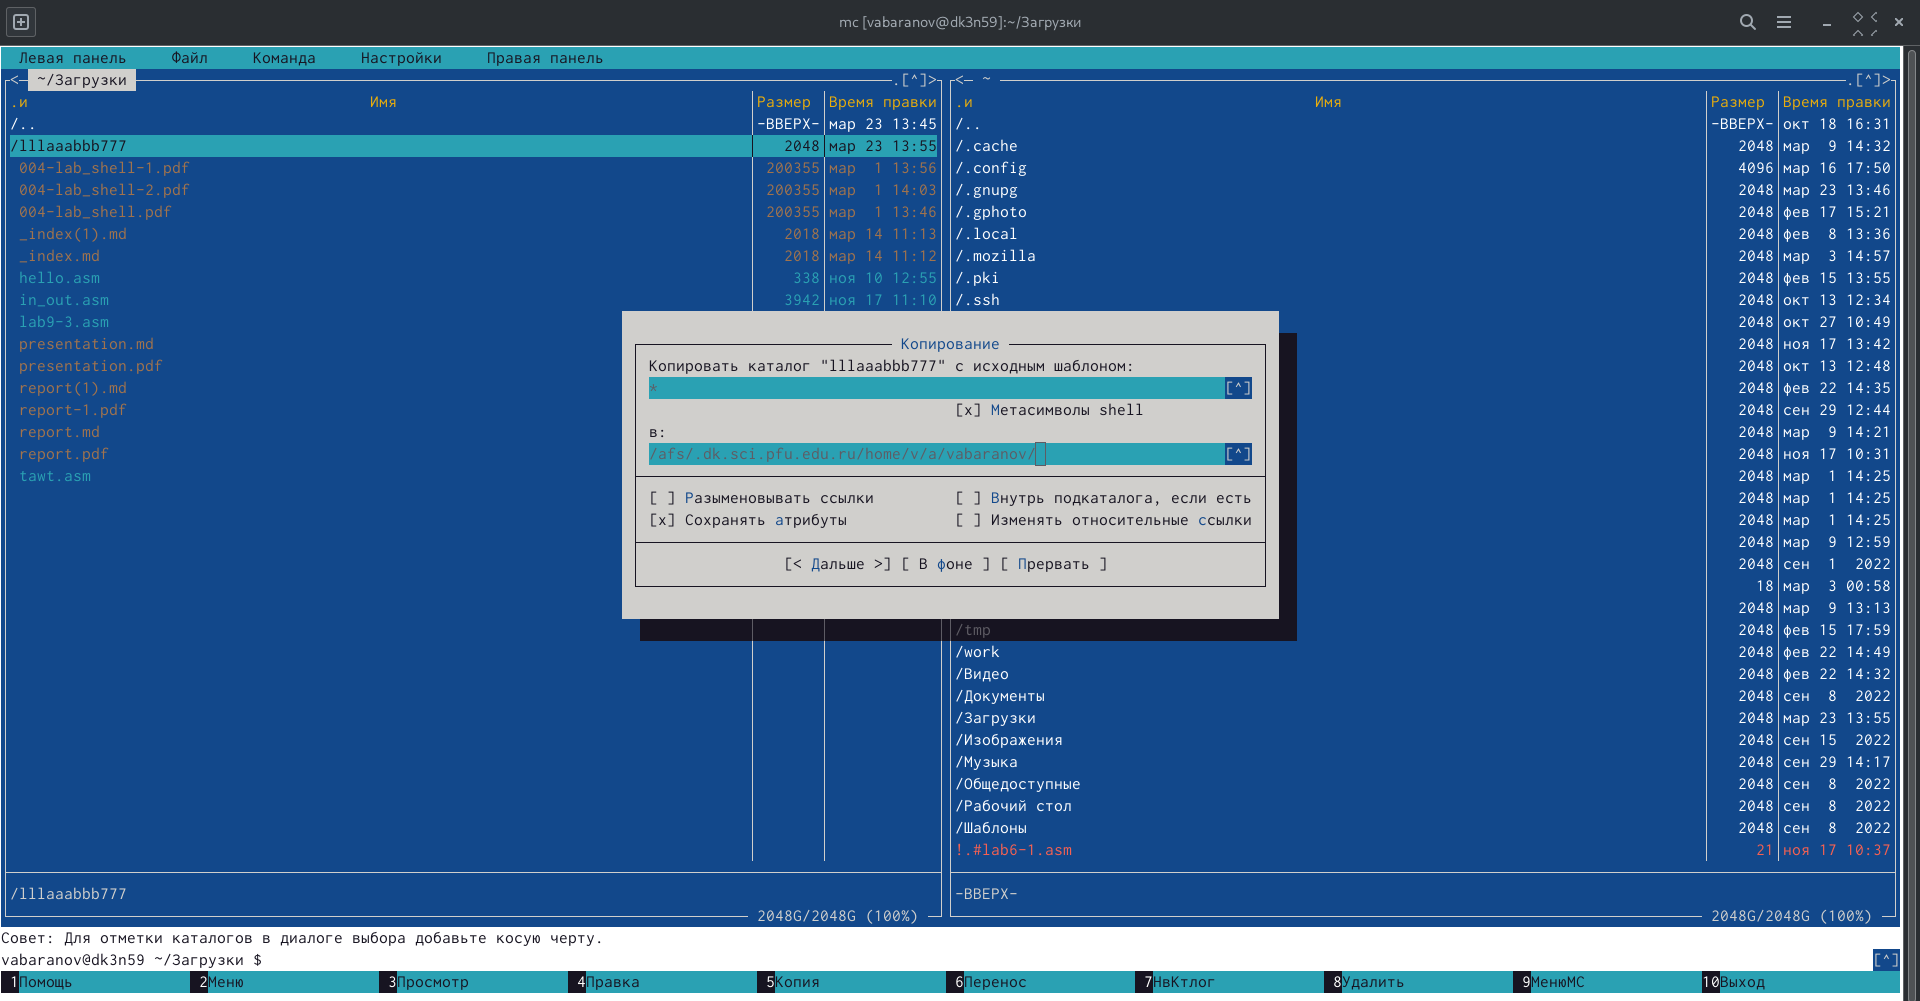 mc [vabaranov@dk3n59]:~/Загрузки
Левая панель Файл Команда Настройки Правая панель
<─ ~/Загрузки .[^]>
.и Имя Размер Время правки
/.. -ВВЕРХ- мар 23 13:45
/lllaaabbb777 2048 мар 23 13:55
004-lab_shell-1.pdf 200355 мар 1 13:56
004-lab_shell-2.pdf 200355 мар 1 14:03
004-lab_shell.pdf 200355 мар 1 13:46
_index(1).md 2018 мар 14 11:13
_index.md 2018 мар 14 11:12
hello.asm 338 ноя 10 12:55
in_out.asm 3942 ноя 17 11:10
lab9-3.asm
presentation.md
presentation.pdf
report(1).md
report-1.pdf
report.md
report.pdf
tawt.asm
/lllaaabbb777
2048G/2048G (100%)
<─ ~ .[^]>
.и Имя Размер Время правки
/.. -ВВЕРХ- окт 18 16:31
/.cache 2048 мар 9 14:32
/.config 4096 мар 16 17:50
/.gnupg 2048 мар 23 13:46
/.gphoto 2048 фев 17 15:21
/.local 2048 фев 8 13:36
/.mozilla 2048 мар 3 14:57
/.pki 2048 фев 15 13:55
/.ssh 2048 окт 13 12:34
2048 окт 27 10:49
2048 ноя 17 13:42
2048 окт 13 12:48
2048 фев 22 14:35
2048 сен 29 12:44
2048 мар 9 14:21
2048 ноя 17 10:31
2048 мар 1 14:25
2048 мар 1 14:25
2048 мар 1 14:25
2048 мар 9 12:59
2048 сен 1 2022
18 мар 3 00:58
2048 мар 9 13:13
/tmp 2048 фев 15 17:59
/work 2048 фев 22 14:49
/Видео 2048 фев 22 14:32
/Документы 2048 сен 8 2022
/Загрузки 2048 мар 23 13:55
/Изображения 2048 сен 15 2022
/Музыка 2048 сен 29 14:17
/Общедоступные 2048 сен 8 2022
/Рабочий стол 2048 сен 8 2022
/Шаблоны 2048 сен 8 2022
!.#lab6-1.asm 21 ноя 17 10:37
-ВВЕРХ-
2048G/2048G (100%)
Копирование
Копировать каталог "lllaaabbb777" с исходным шаблоном:
* [^]
[x] Метасимволы shell
в:
/afs/.dk.sci.pfu.edu.ru/home/v/a/vabaranov/ [^]
[ ] Разыменовывать ссылки [ ] Внутрь подкаталога, если есть
[x] Сохранять атрибуты [ ] Изменять относительные ссылки
[< Дальше >] [ В фоне ] [ Прервать ]
Совет: Для отметки каталогов в диалоге выбора добавьте косую черту.
vabaranov@dk3n59 ~/Загрузки $ [^]
1Помощь 2Меню 3Просмотр 4Правка 5Копия 6Перенос 7НвКтлог 8Удалить 9МенюMC 10Выход